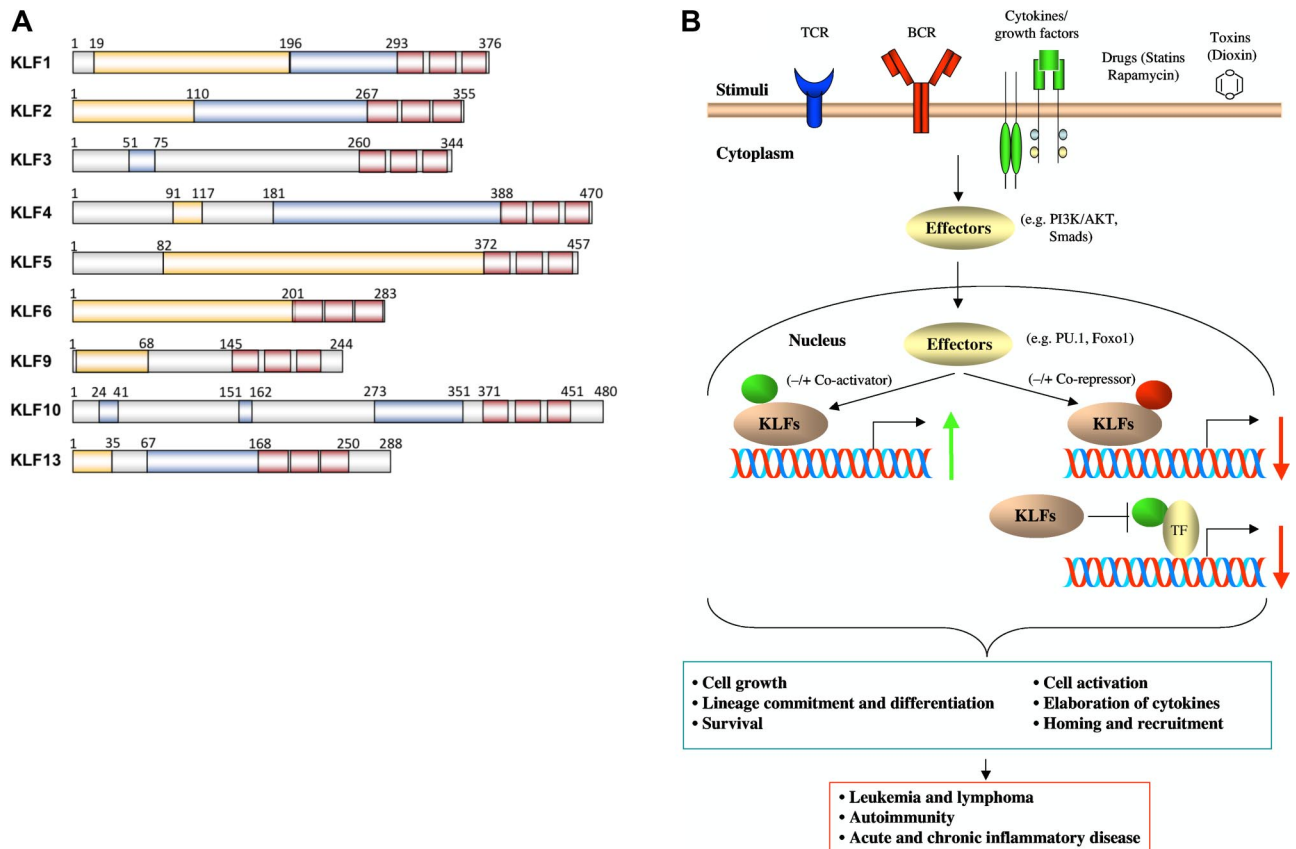 A
1 19 196 293 376
KLF1
1 110 267 355
KLF2
1 51 75 260 344
KLF3
1 91 117 181 388 470
KLF4
1 82 372 457
KLF5
1 201 283
KLF6
1 68 145 244
KLF9
1 24 41 151 162 273 351 371 451 480
KLF10
1 35 67 168 250 288
KLF13
B
TCR
BCR
Cytokines/
growth factors
Drugs (Statins
Rapamycin)
Toxins
(Dioxin)
O
O
Stimuli
Cytoplasm
Effectors
(e.g. PI3K/AKT,
Smads)
Nucleus
Effectors
(e.g. PU.1, Foxo1)
(–/+ Co-activator)
(–/+ Co-repressor)
KLFs
KLFs
KLFs
TF
• Cell growth
• Lineage commitment and differentiation
• Survival
• Cell activation
• Elaboration of cytokines
• Homing and recruitment
• Leukemia and lymphoma
• Autoimmunity
• Acute and chronic inflammatory disease